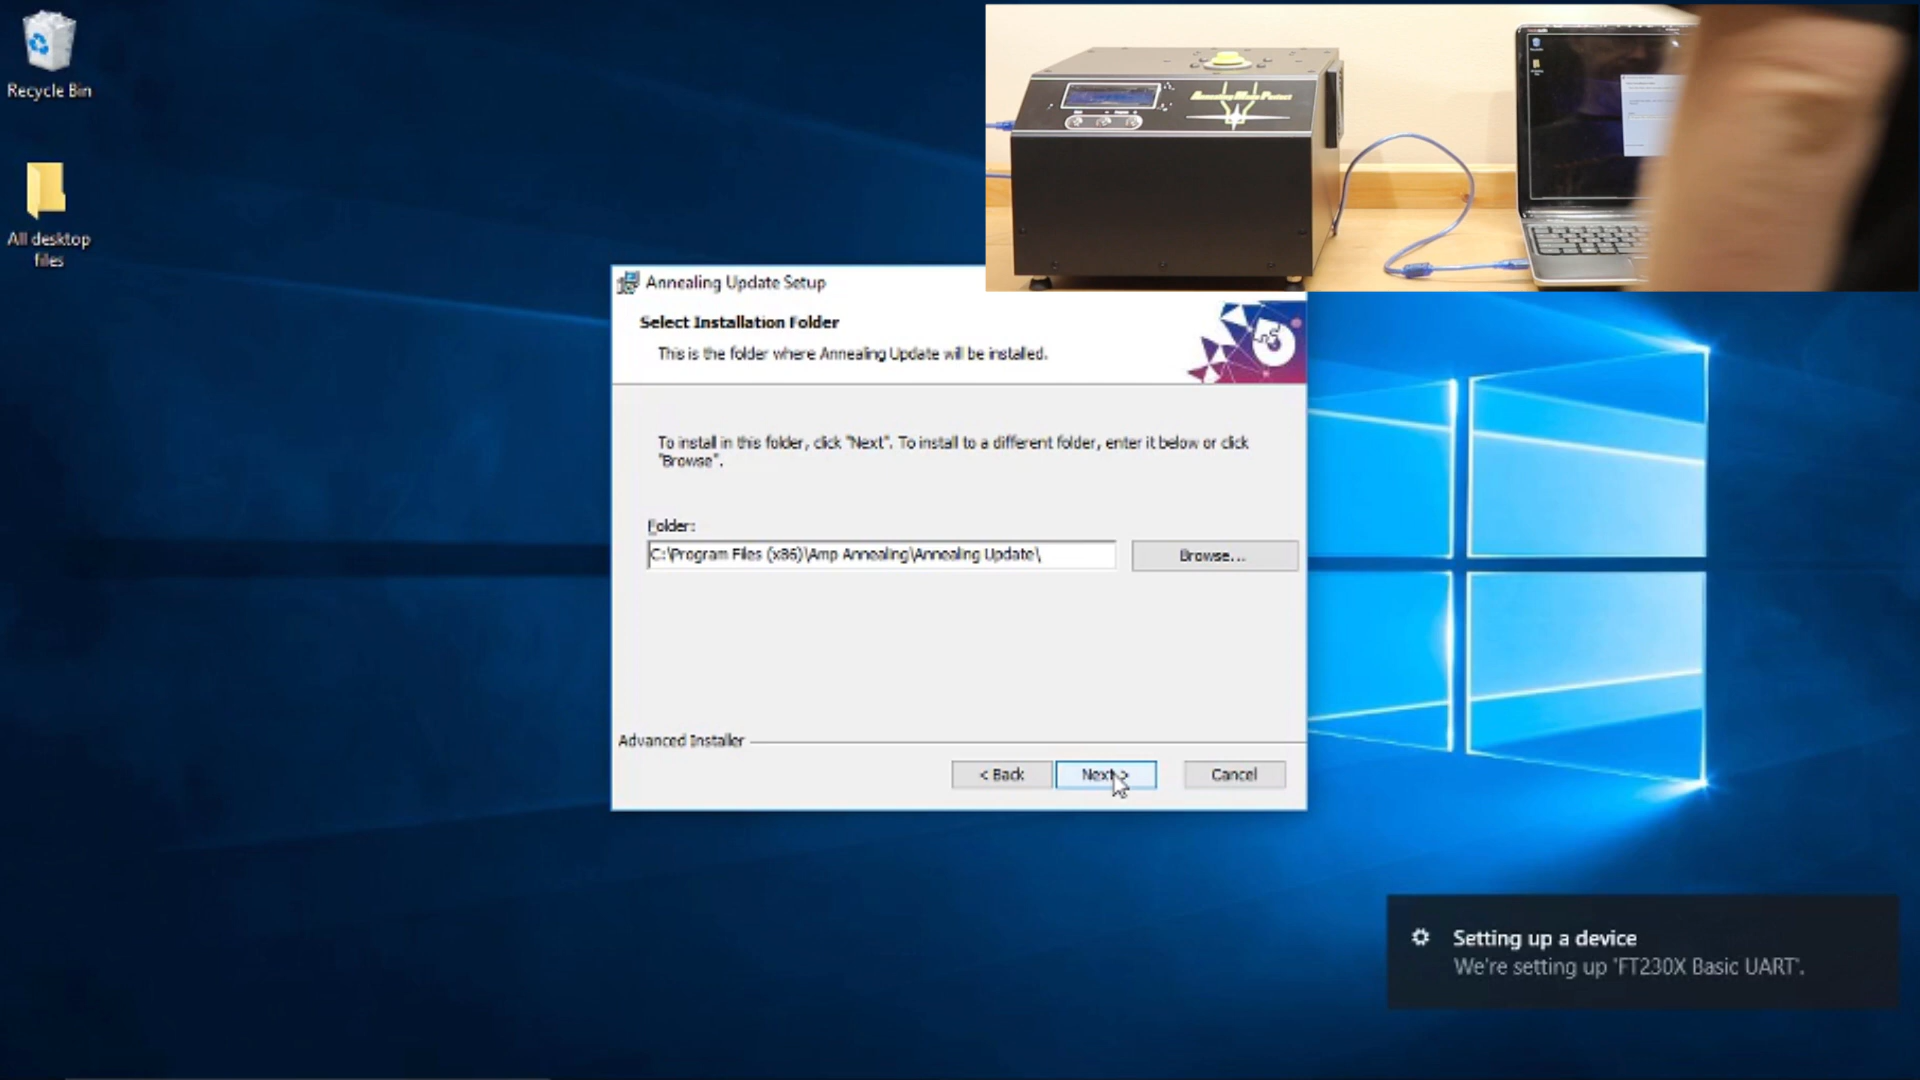 Recycle Bin
All desktop
files
Annealing Made Perfect
Annealing Update Setup
Select Installation Folder
This is the folder where Annealing Update will be installed.
To install in this folder, click "Next". To install to a different folder, enter it below or click
"Browse".
Folder:
C:\Program Files (x86)\Amp Annealing\Annealing Update\
Browse...
Advanced Installer
< Back
Next >
Cancel
Setting up a device
We're setting up 'FT230X Basic UART'.